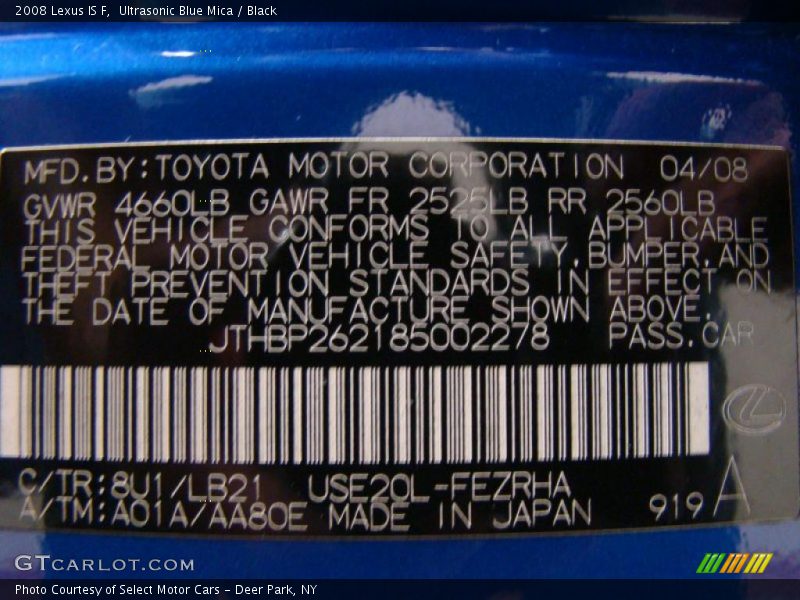 2008 Lexus IS F,  Ultrasonic Blue Mica / Black
MFD.BY:TOYOTA MOTOR CORPORATION 04/08
GVWR 4660LB GAWR FR 2525LB RR 2560LB
THIS VEHICLE CONFORMS TO ALL APPLICABLE
FEDERAL MOTOR VEHICLE SAFETY,BUMPER,AND
THEFT PREVENTION STANDARDS IN EFFECT ON
THE DATE OF MANUFACTURE SHOWN ABOVE.
JTHBP262185002278 PASS.CAR
C/TR:8U1/LB21 USE20L-FEZRHA
A/TM:A01A/AA80E MADE IN JAPAN 919 A
GTCARLOT.COM
Photo Courtesy of Select Motor Cars - Deer Park, NY